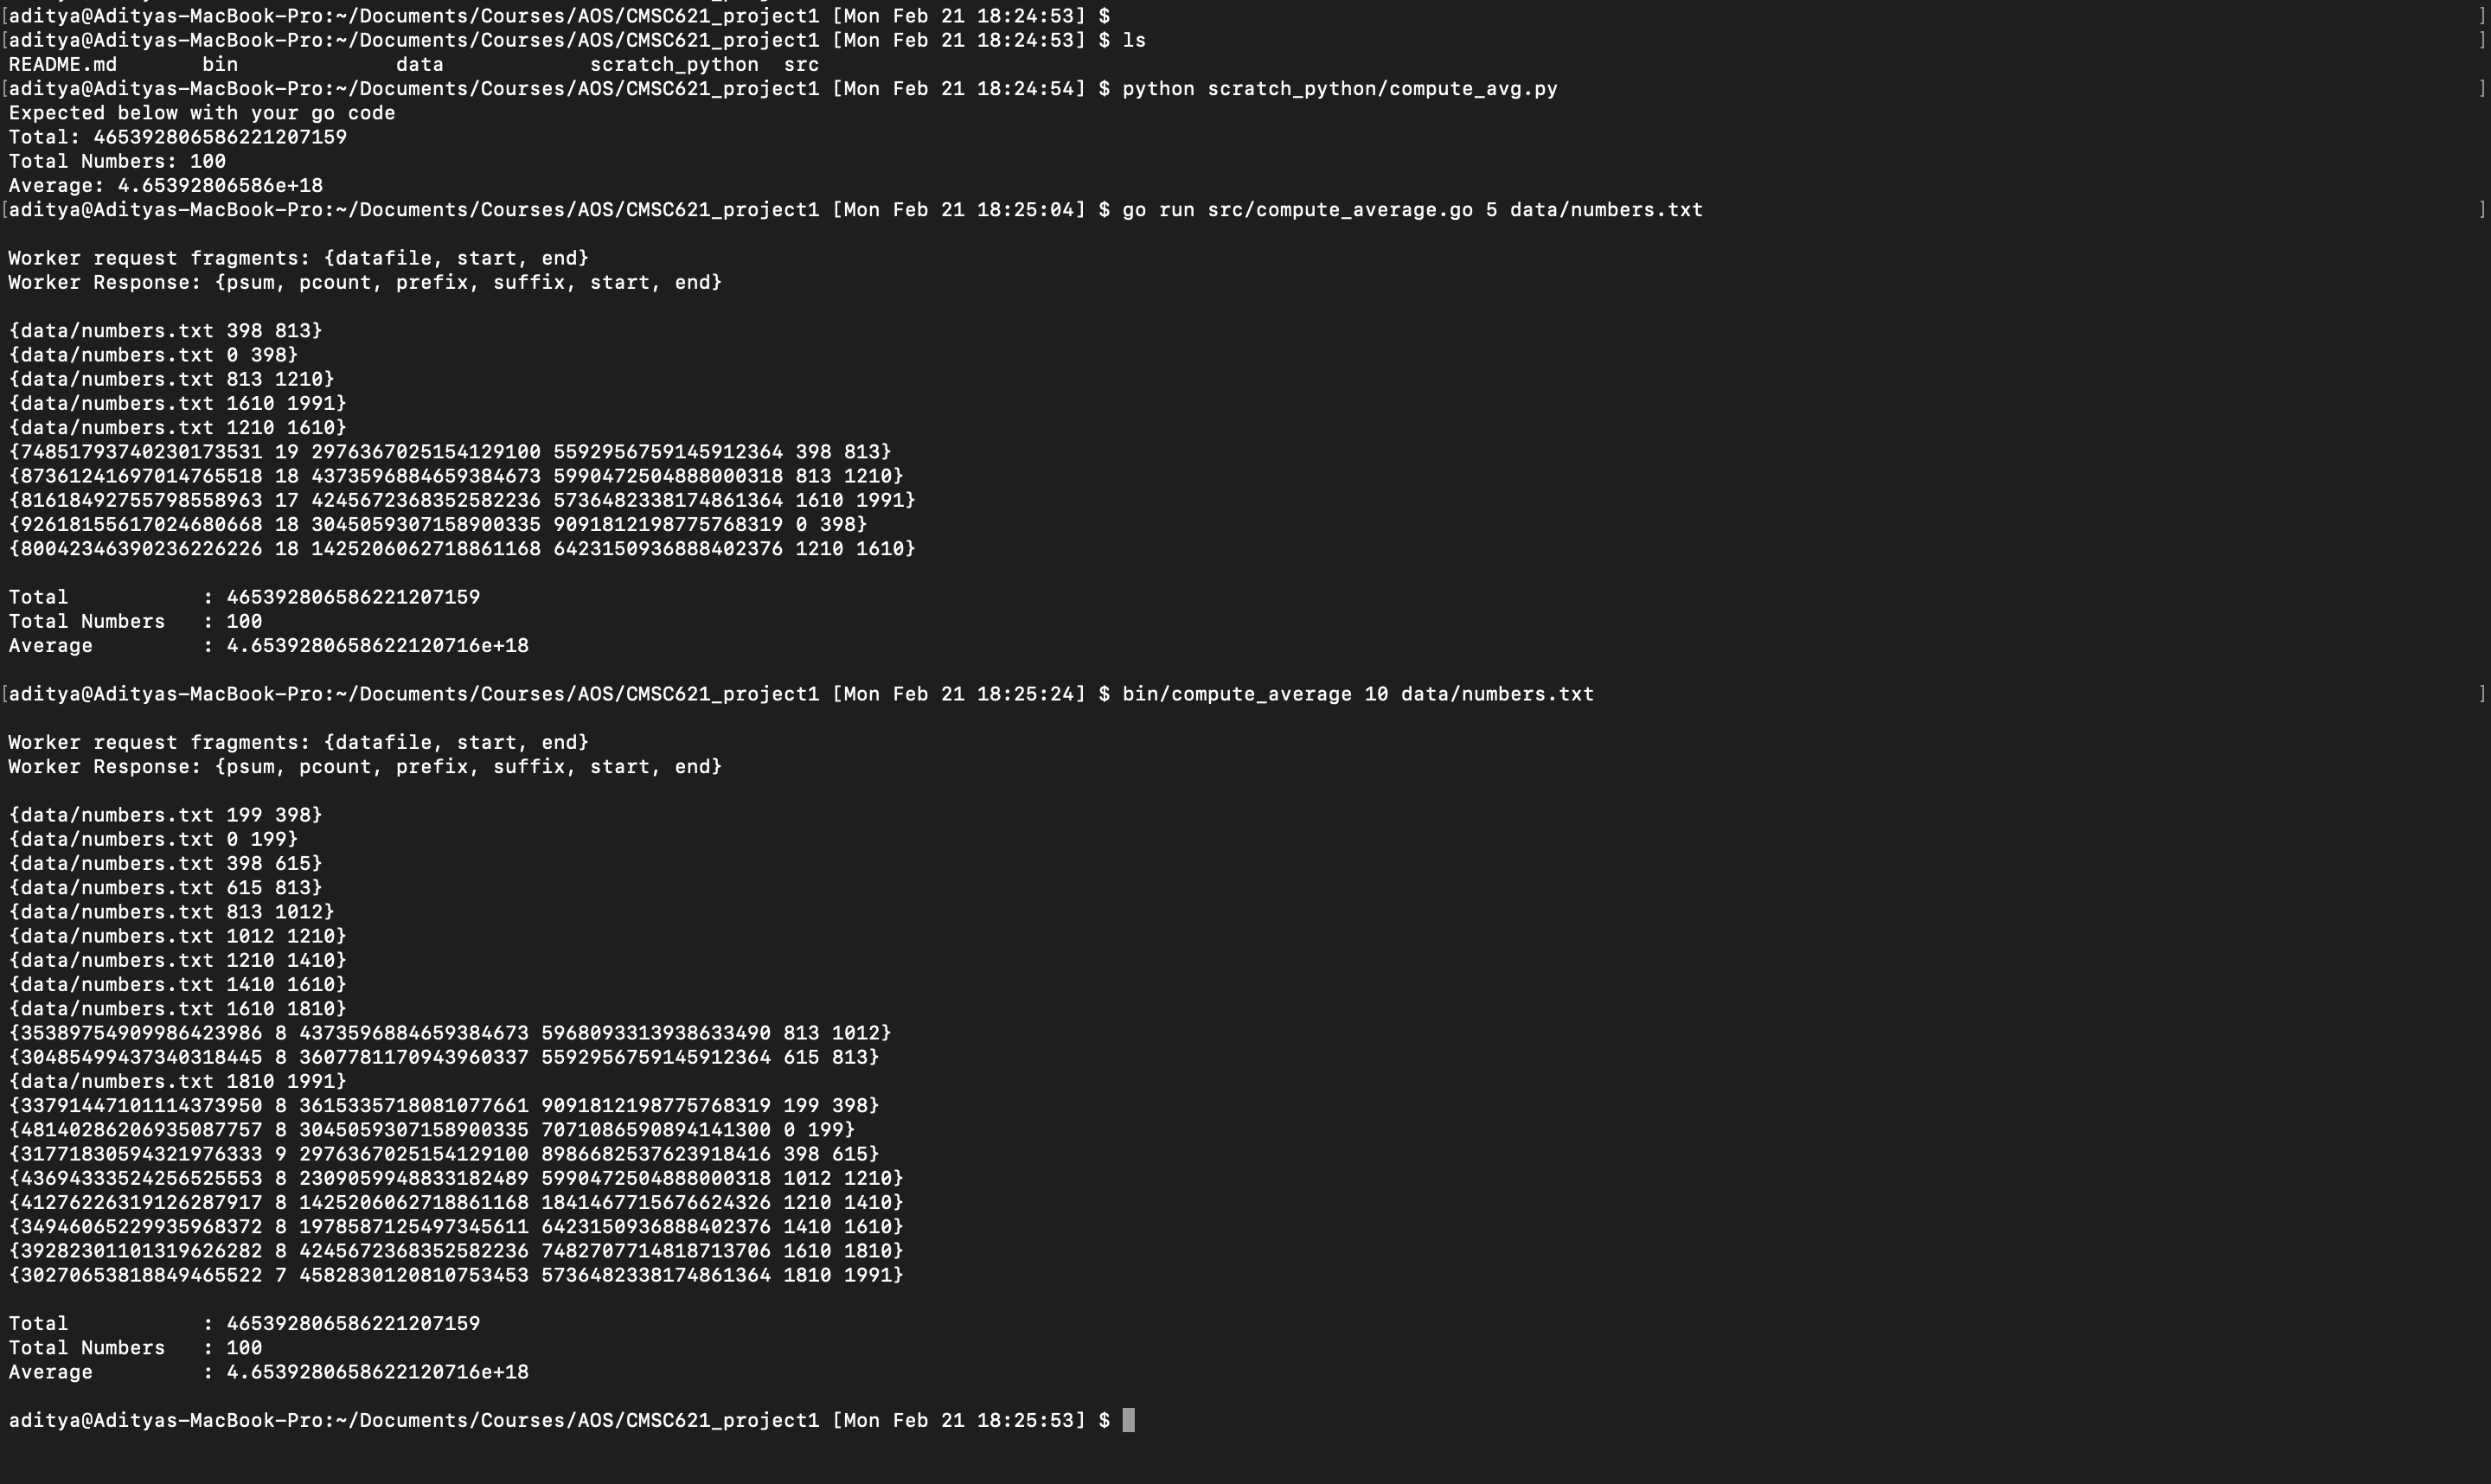 [aditya@Adityas-MacBook-Pro:~/Documents/Courses/AOS/CMSC621_project1 [Mon Feb 21 18:24:53] $ ]
[aditya@Adityas-MacBook-Pro:~/Documents/Courses/AOS/CMSC621_project1 [Mon Feb 21 18:24:53] $ ls ]
README.md       bin             data            scratch_python  src
[aditya@Adityas-MacBook-Pro:~/Documents/Courses/AOS/CMSC621_project1 [Mon Feb 21 18:24:54] $ python scratch_python/compute_avg.py ]
Expected below with your go code
Total: 465392806586221207159
Total Numbers: 100
Average: 4.65392806586e+18
[aditya@Adityas-MacBook-Pro:~/Documents/Courses/AOS/CMSC621_project1 [Mon Feb 21 18:25:04] $ go run src/compute_average.go 5 data/numbers.txt ]
Worker request fragments: {datafile, start, end}
Worker Response: {psum, pcount, prefix, suffix, start, end}
{data/numbers.txt 398 813}
{data/numbers.txt 0 398}
{data/numbers.txt 813 1210}
{data/numbers.txt 1610 1991}
{data/numbers.txt 1210 1610}
{74851793740230173531 19 2976367025154129100 5592956759145912364 398 813}
{87361241697014765518 18 4373596884659384673 5990472504888000318 813 1210}
{81618492755798558963 17 4245672368352582236 5736482338174861364 1610 1991}
{92618155617024680668 18 3045059307158900335 9091812198775768319 0 398}
{80042346390236226226 18 1425206062718861168 6423150936888402376 1210 1610}
Total           : 465392806586221207159
Total Numbers   : 100
Average         : 4.6539280658622120716e+18
[aditya@Adityas-MacBook-Pro:~/Documents/Courses/AOS/CMSC621_project1 [Mon Feb 21 18:25:24] $ bin/compute_average 10 data/numbers.txt ]
Worker request fragments: {datafile, start, end}
Worker Response: {psum, pcount, prefix, suffix, start, end}
{data/numbers.txt 199 398}
{data/numbers.txt 0 199}
{data/numbers.txt 398 615}
{data/numbers.txt 615 813}
{data/numbers.txt 813 1012}
{data/numbers.txt 1012 1210}
{data/numbers.txt 1210 1410}
{data/numbers.txt 1410 1610}
{data/numbers.txt 1610 1810}
{35389754909986423986 8 4373596884659384673 5968093313938633490 813 1012}
{30485499437340318445 8 3607781170943960337 5592956759145912364 615 813}
{data/numbers.txt 1810 1991}
{33791447101114373950 8 3615335718081077661 9091812198775768319 199 398}
{48140286206935087757 8 3045059307158900335 7071086590894141300 0 199}
{31771830594321976333 9 2976367025154129100 8986682537623918416 398 615}
{43694333524256525553 8 2309059948833182489 5990472504888000318 1012 1210}
{41276226319126287917 8 1425206062718861168 1841467715676624326 1210 1410}
{34946065229935968372 8 1978587125497345611 6423150936888402376 1410 1610}
{39282301101319626282 8 4245672368352582236 7482707714818713706 1610 1810}
{30270653818849465522 7 4582830120810753453 5736482338174861364 1810 1991}
Total           : 465392806586221207159
Total Numbers   : 100
Average         : 4.6539280658622120716e+18
aditya@Adityas-MacBook-Pro:~/Documents/Courses/AOS/CMSC621_project1 [Mon Feb 21 18:25:53] $